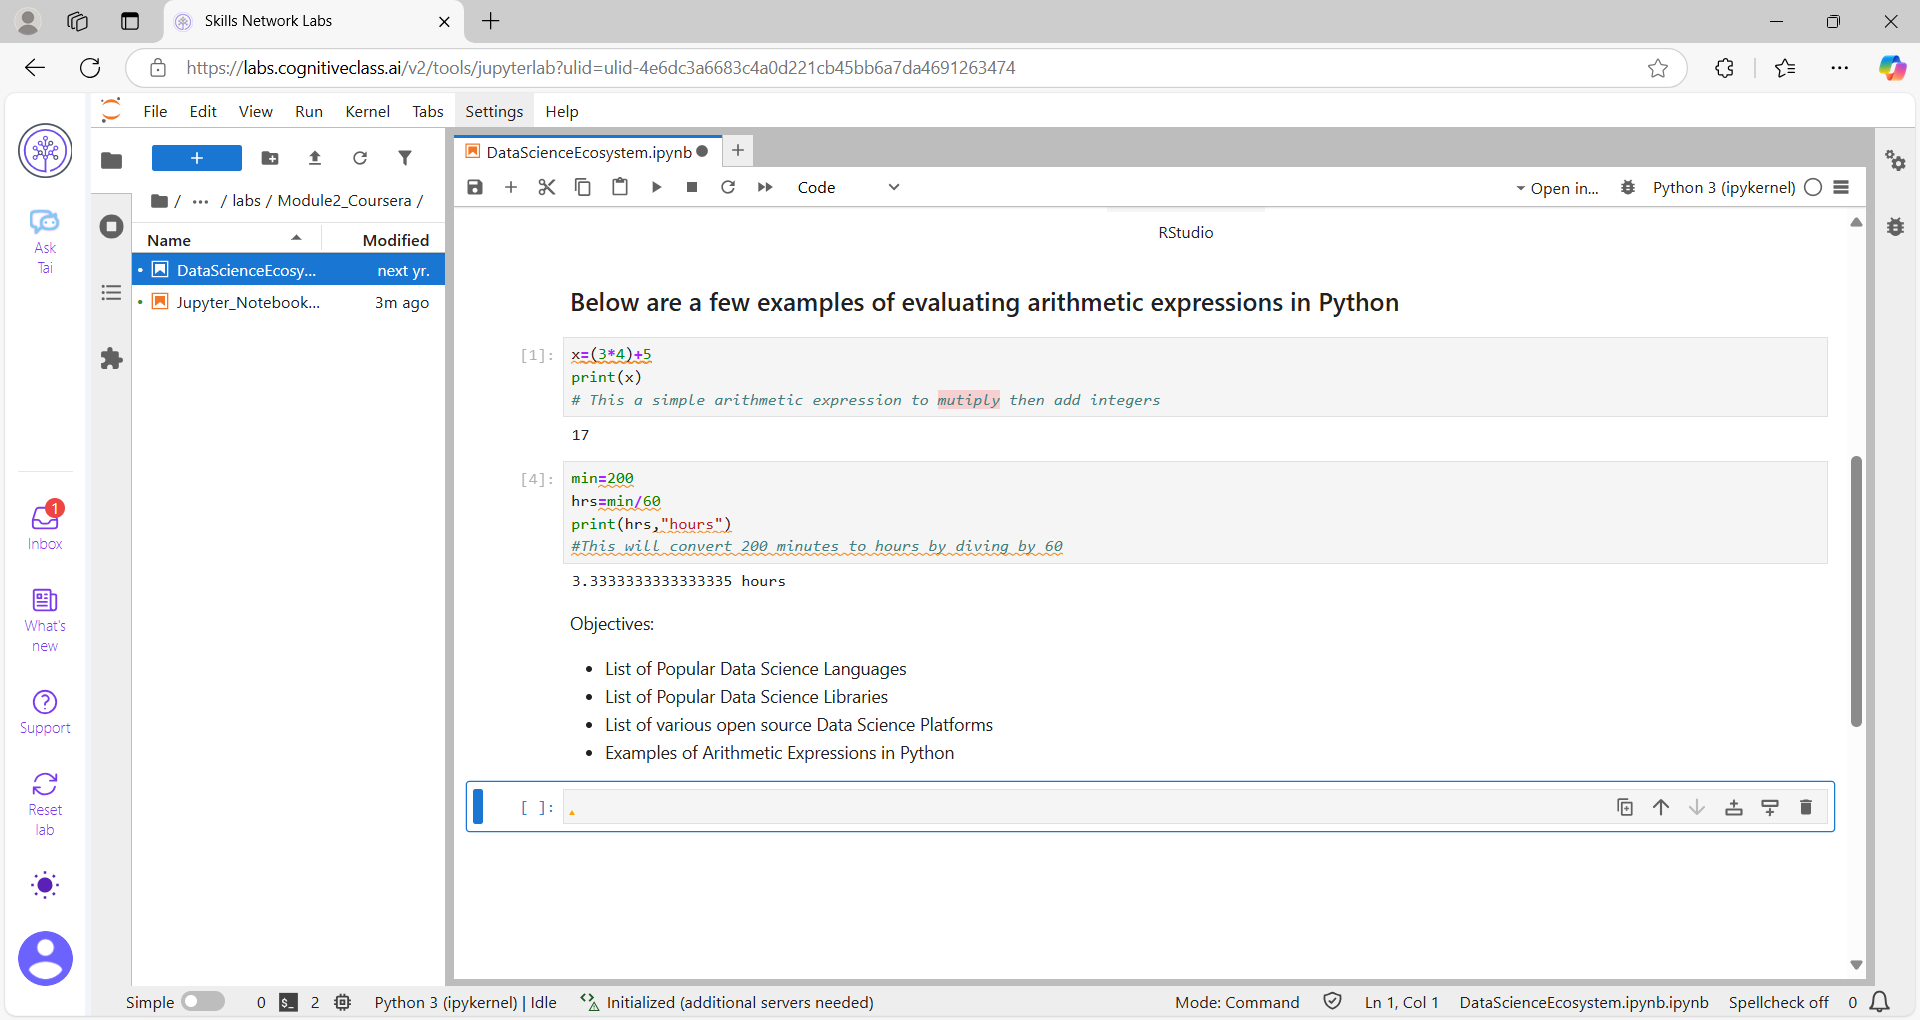 Skills Network Labs
https://labs.cognitiveclass.ai/v2/tools/jupyterlab?ulid=ulid-4e6dc3a6683c4a0d221cb45bb6a7da4691263474
File Edit View Run Kernel Tabs Settings Help
Ask
Tai
1
Inbox
What's
new
Support
Reset
lab
/ ... / labs / Module2_Coursera /
Name Modified
DataScienceEcosy... next yr.
Jupyter_Notebook... 3m ago
DataScienceEcosystem.ipynb
Code Open in... Python 3 (ipykernel)
RStudio
Below are a few examples of evaluating arithmetic expressions in Python
[1]: x=(3*4)+5
print(x)
# This a simple arithmetic expression to mutiply then add integers
17
[4]: min=200
hrs=min/60
print(hrs,"hours")
#This will convert 200 minutes to hours by diving by 60
3.3333333333333335 hours
Objectives:
• List of Popular Data Science Languages
• List of Popular Data Science Libraries
• List of various open source Data Science Platforms
• Examples of Arithmetic Expressions in Python
[ ]:
Simple 0 2 Python 3 (ipykernel) | Idle Initialized (additional servers needed) Mode: Command Ln 1, Col 1 DataScienceEcosystem.ipynb.ipynb Spellcheck off 0